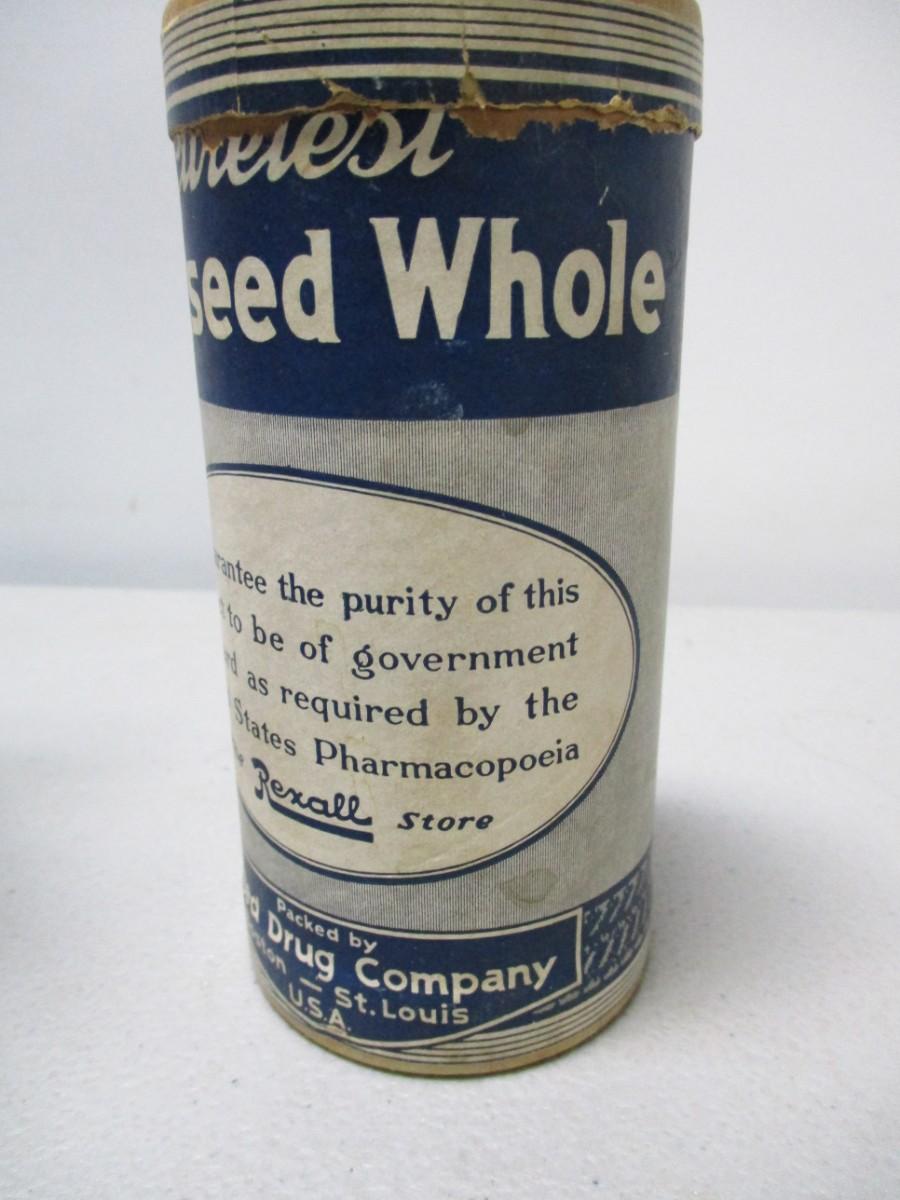 seed Whole
the purity of this
to be of government
as required by the
States Pharmacopoeia
Rexall Store
Packed by
Drug Company
St. Louis
U.S.A.